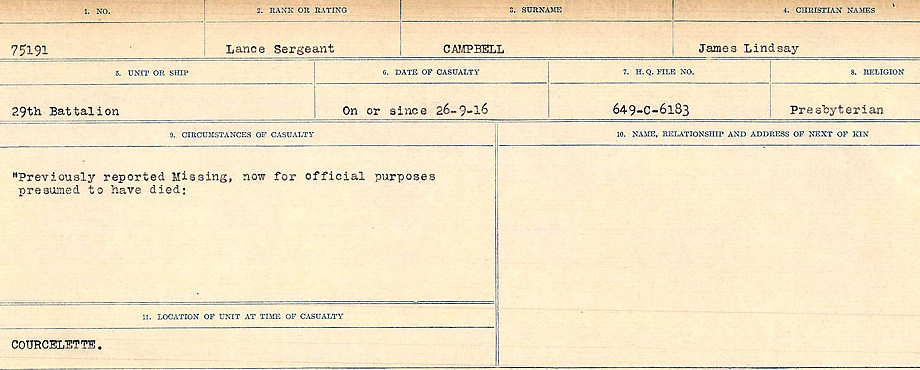 1. NO.
2. RANK OR RATING
3. SURNAME
4. CHRISTIAN NAMES
75191
Lance Sergeant
CAMPBELL
James Lindsay
5. UNIT OR SHIP
6. DATE OF CASUALTY
7. H. Q. FILE NO.
8. RELIGION
29th Battalion
On or since 26-9-16
649-C-6183
Presbyterian
9. CIRCUMSTANCES OF CASUALTY
"Previously reported Missing, now for official purposes
presumed to have died:
10. NAME, RELATIONSHIP AND ADDRESS OF NEXT OF KIN
11. LOCATION OF UNIT AT TIME OF CASUALTY
COURCELETTE.